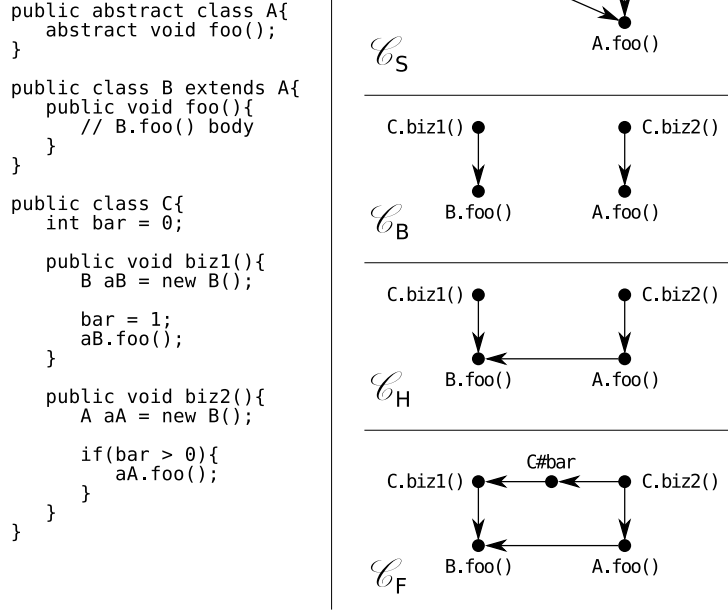 public abstract class A{
   abstract void foo();
}
public class B extends A{
   public void foo(){
      // B.foo() body
   }
}
public class C{
   int bar = 0;
   public void biz1(){
      B aB = new B();
      bar = 1;
      aB.foo();
   }
   public void biz2(){
      A aA = new B();
      if(bar > 0){
         aA.foo();
      }
   }
}
A.foo()
𝒞S
C.biz1() C.biz2()
B.foo() A.foo()
𝒞B
C.biz1() C.biz2()
B.foo() A.foo()
𝒞H
C#bar
C.biz1() C.biz2()
B.foo() A.foo()
𝒞F